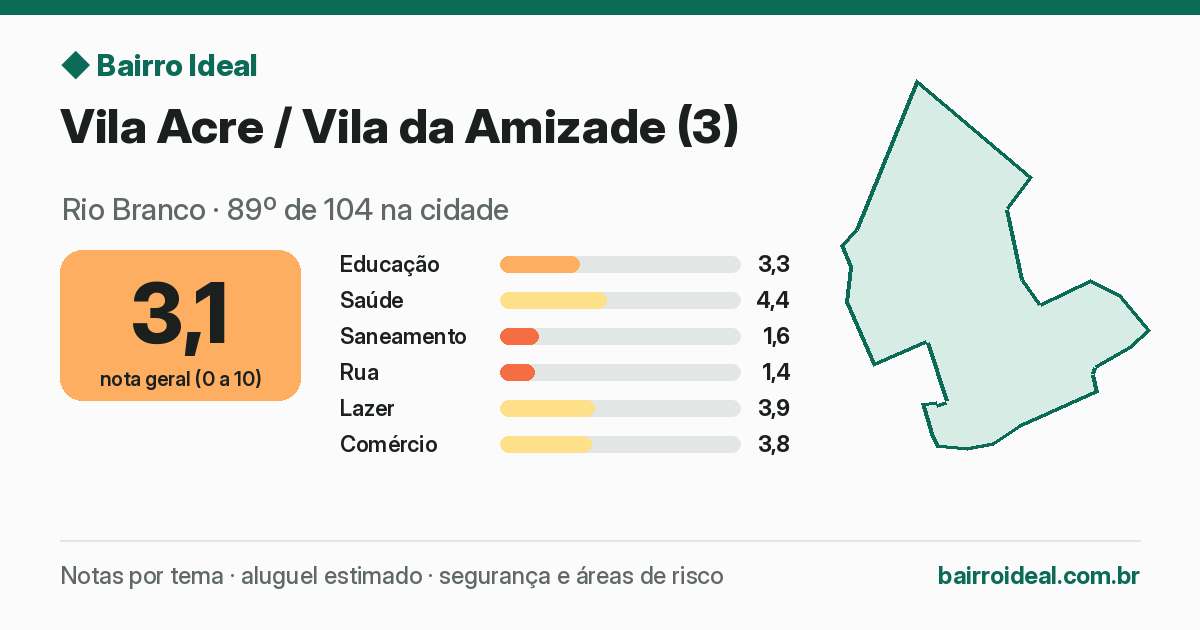 Bairro Ideal
Vila Acre / Vila da Amizade (3)
Rio Branco · 89º de 104 na cidade
3,1
nota geral (0 a 10)
Educação 3,3
Saúde 4,4
Saneamento 1,6
Rua 1,4
Lazer 3,9
Comércio 3,8
Notas por tema · aluguel estimado · segurança e áreas de risco
bairroideal.com.br